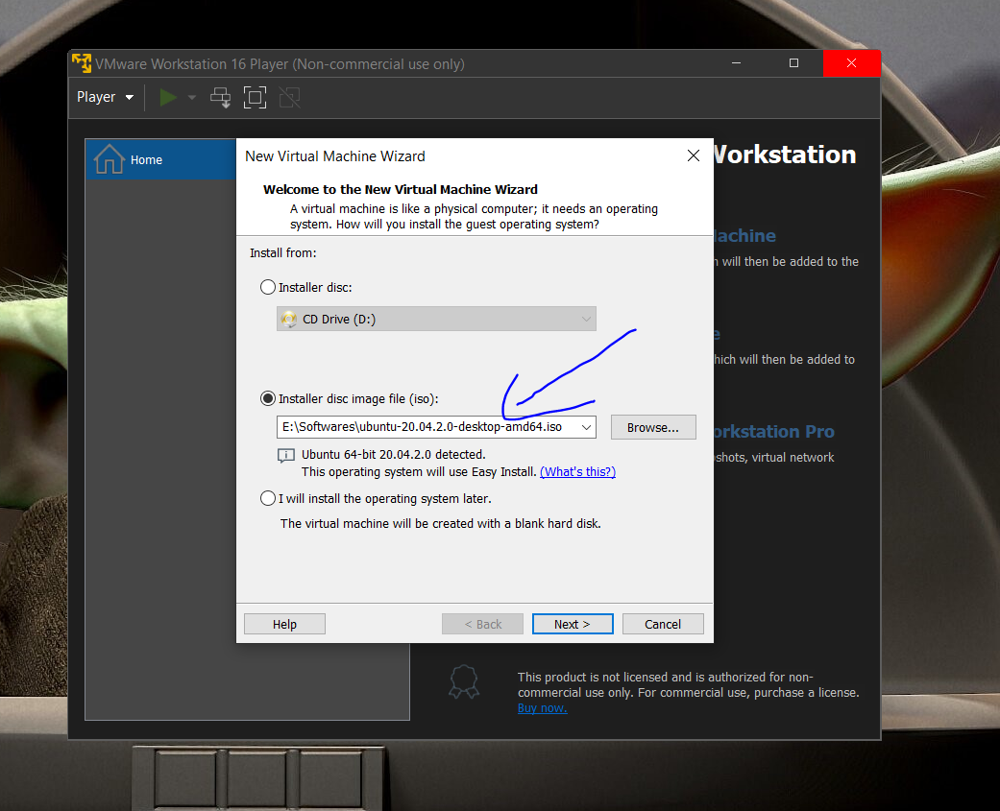 VMware Workstation 16 Player (Non-commercial use only)
Player
Home
Workstation
New Virtual Machine Wizard
Welcome to the New Virtual Machine Wizard
A virtual machine is like a physical computer; it needs an operating
system. How will you install the guest operating system?
Install from:
Installer disc:
CD Drive (D:)
Installer disc image file (iso):
E:\Softwares\ubuntu-20.04.2.0-desktop-amd64.iso
Browse...
Ubuntu 64-bit 20.04.2.0 detected.
This operating system will use Easy Install. (What's this?)
I will install the operating system later.
The virtual machine will be created with a blank hard disk.
Help
< Back
Next >
Cancel
will then be added to the
which will then be added to
Workstation Pro
virtual network
This product is not licensed and is authorized for non-
commercial use only. For commercial use, purchase a license.
Buy now.